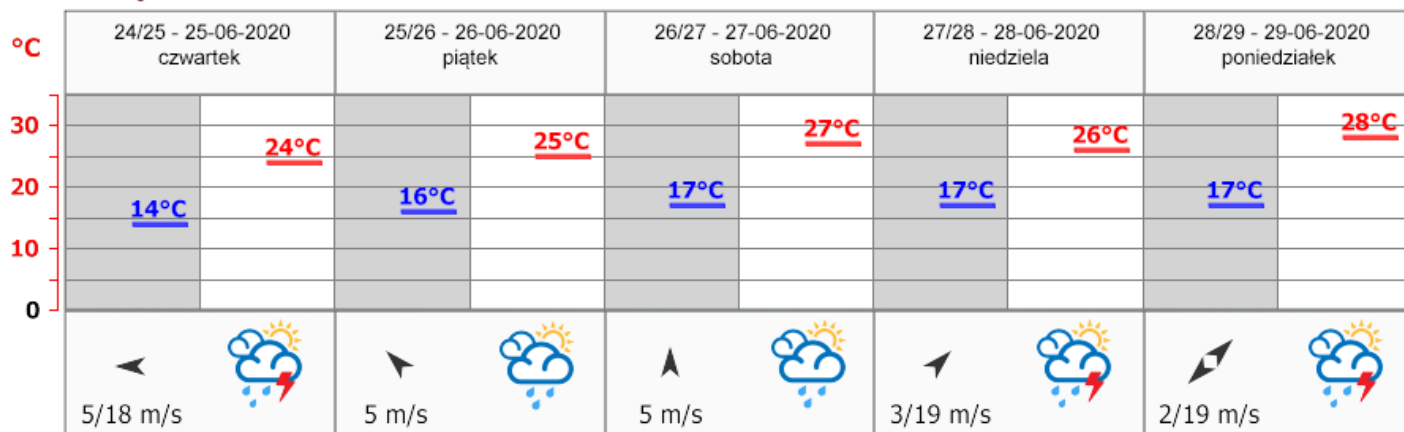 24/25 - 25-06-2020
czwartek
25/26 - 26-06-2020
piątek
26/27 - 27-06-2020
sobota
27/28 - 28-06-2020
niedziela
28/29 - 29-06-2020
poniedziałek
°C
30
20
10
0
14°C
24°C
16°C
25°C
17°C
27°C
17°C
26°C
17°C
28°C
5/18 m/s
5 m/s
5 m/s
3/19 m/s
2/19 m/s